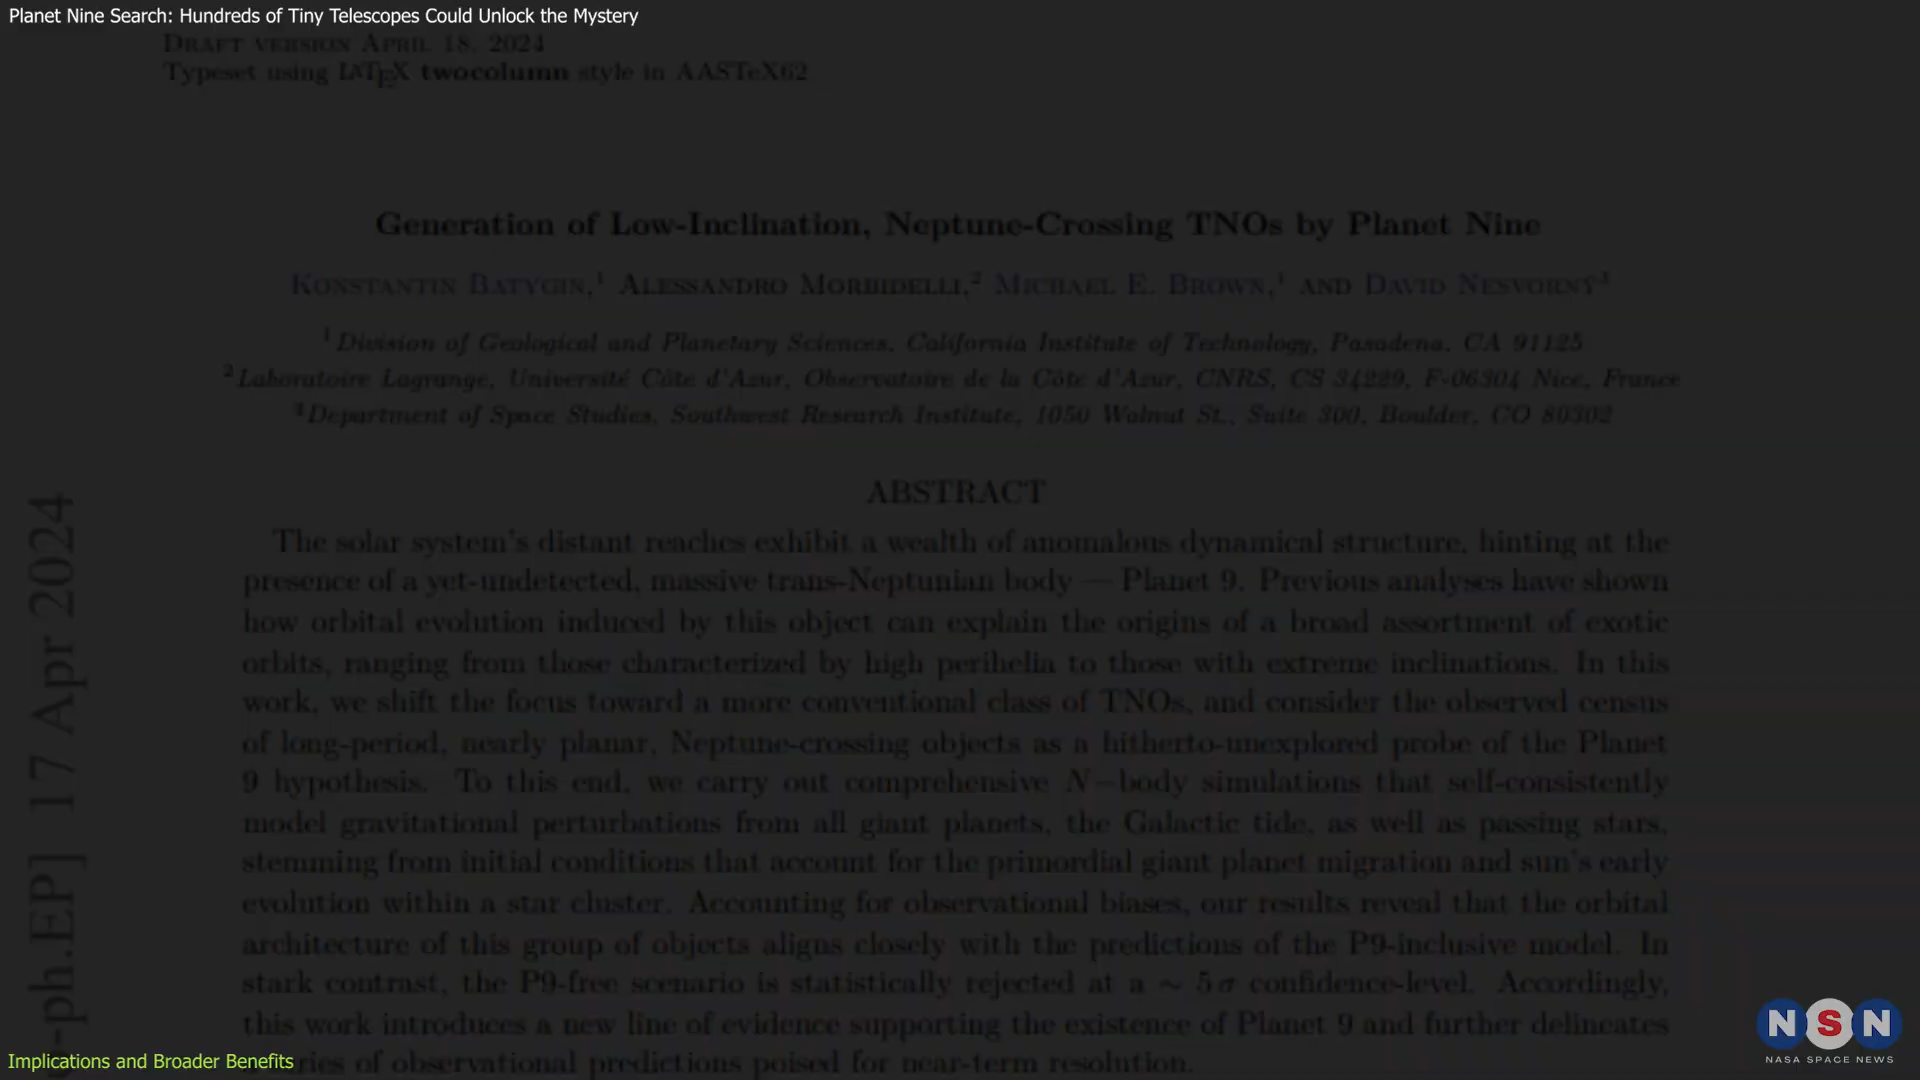 Planet Nine Search: Hundreds of Tiny Telescopes Could Unlock the Mystery
DRAFT VERSION APRIL 18, 2024
Typeset using LATEX twocolumn style in AASTeX62
Generation of Low-Inclination, Neptune-Crossing TNOs by Planet Nine
KONSTANTIN BATYGIN,1 ALESSANDRO MORBIDELLI,2 MICHAEL E. BROWN,1 AND DAVID NESVORNÝ3
1Division of Geological and Planetary Sciences, California Institute of Technology, Pasadena, CA 91125
2Laboratoire Lagrange, Université Côte d'Azur, Observatoire de la Côte d'Azur, CNRS, CS 34229, F-06304 Nice, France
3Department of Space Studies, Southwest Research Institute, 1050 Walnut St., Suite 300, Boulder, CO 80302
ABSTRACT
The solar system's distant reaches exhibit a wealth of anomalous dynamical structure, hinting at the
presence of a yet-undetected, massive trans-Neptunian body — Planet 9. Previous analyses have shown
how orbital evolution induced by this object can explain the origins of a broad assortment of exotic
orbits, ranging from those characterized by high perihelia to those with extreme inclinations. In this
work, we shift the focus toward a more conventional class of TNOs, and consider the observed census
of long-period, nearly planar, Neptune-crossing objects as a hitherto-unexplored probe of the Planet
9 hypothesis. To this end, we carry out comprehensive N−body simulations that self-consistently
model gravitational perturbations from all giant planets, the Galactic tide, as well as passing stars,
stemming from initial conditions that account for the primordial giant planet migration and sun's early
evolution within a star cluster. Accounting for observational biases, our results reveal that the orbital
architecture of this group of objects aligns closely with the predictions of the P9-inclusive model. In
stark contrast, the P9-free scenario is statistically rejected at a ∼ 5σ confidence-level. Accordingly,
this work introduces a new line of evidence supporting the existence of Planet 9 and further delineates
of observational predictions poised for near-term resolution.
-ph.EP] 17 Apr 2024
Implications and Broader Benefits
NSN
NASA SPACE NEWS